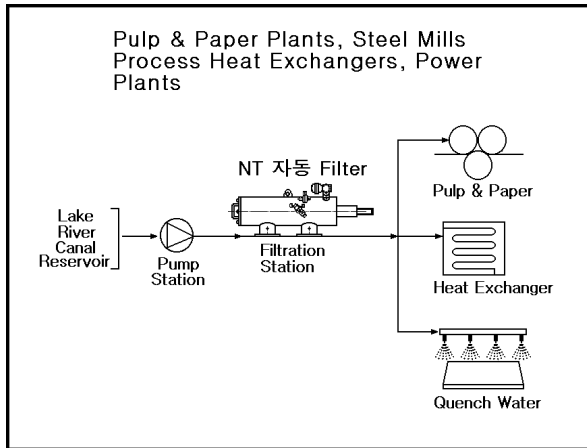 Pulp & Paper Plants, Steel Mills
Process Heat Exchangers, Power
Plants
NT 자동 Filter
Lake
River
Canal
Reservoir
Pump
Station
Filtration
Station
Pulp & Paper
Heat Exchanger
Quench Water